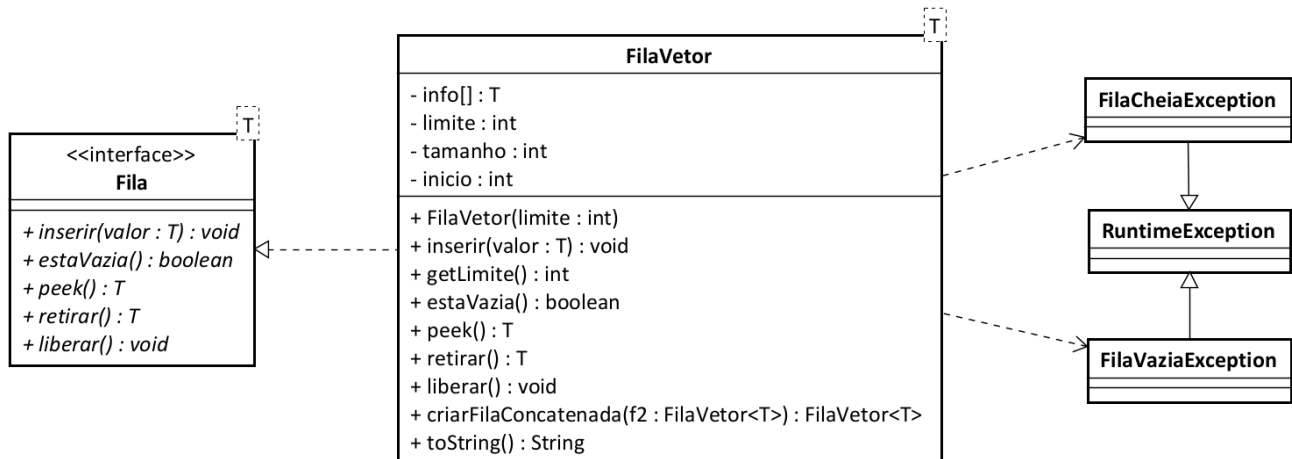 T
<<interface>>
Fila
+ inserir(valor : T) : void
+ estaVazia() : boolean
+ peek() : T
+ retirar() : T
+ liberar() : void
T
FilaVetor
- info[] : T
- limite : int
- tamanho : int
- inicio : int
+ FilaVetor(limite : int)
+ inserir(valor : T) : void
+ getLimite() : int
+ estaVazia() : boolean
+ peek() : T
+ retirar() : T
+ liberar() : void
+ criarFilaConcatenada(f2 : FilaVetor<T>) : FilaVetor<T>
+ toString() : String
FilaCheiaException
RuntimeException
FilaVaziaException